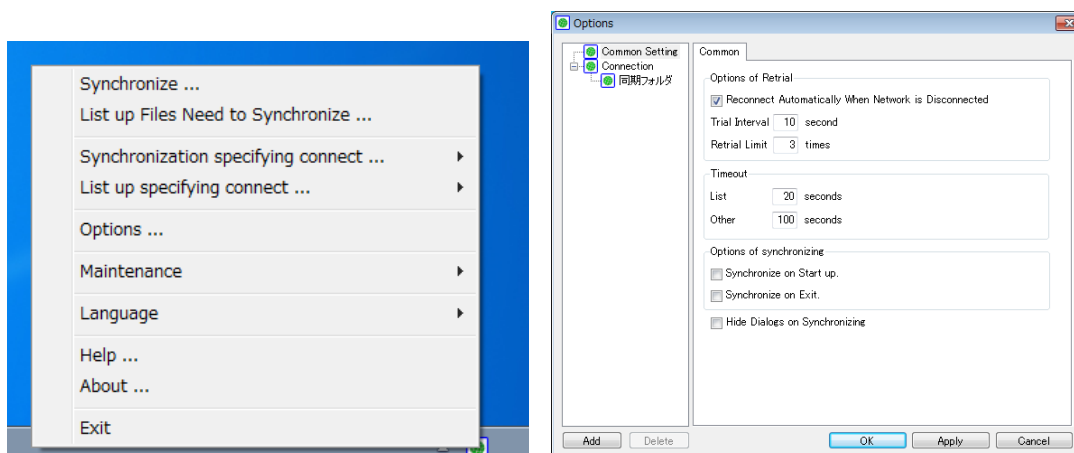 Synchronize ...
List up Files Need to Synchronize ...
Synchronization specifying connect ...
List up specifying connect ...
Options ...
Maintenance
Language
Help ...
About ...
Exit
Options
Common Setting
Connection
同期フォルダ
Common
Options of Retrial
Reconnect Automatically When Network is Disconnected
Trial Interval 10 second
Retrial Limit 3 times
Timeout
List 20 seconds
Other 100 seconds
Options of synchronizing
Synchronize on Start up.
Synchronize on Exit.
Hide Dialogs on Synchronizing
Add Delete OK Apply Cancel